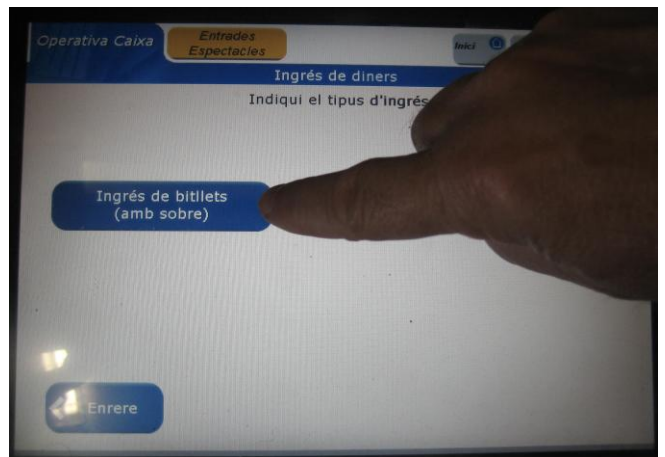 Operativa Caixa
Entrades
Espectacles
Inici
Ingrés de diners
Indiqui el tipus d'ingrés
Ingrés de bitllets
(amb sobre)
Enrere